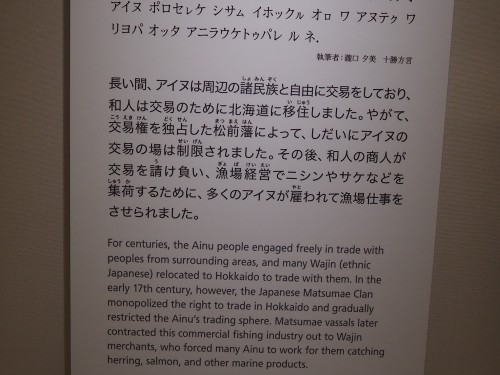 アイヌ ポロセレケ シサㇺ イホックㇽ オㇿ ワ アヌテㇰ ワ
リヨパ オッタ アニラウケトゥパレ ル ネ.
執筆者：瀧口 夕美 十勝方言
長い間、アイヌは周辺の諸民族と自由に交易をしており、
和人は交易のために北海道に移住しました。やがて、
交易権を独占した松前藩によって、しだいにアイヌの
交易の場は制限されました。その後、和人の商人が
交易を請け負い、漁場経営でニシンやサケなどを
集荷するために、多くのアイヌが雇われて漁場仕事を
させられました。
For centuries, the Ainu people engaged freely in trade with
peoples from surrounding areas, and many Wajin (ethnic
Japanese) relocated to Hokkaido to trade with them. In the
early 17th century, however, the Japanese Matsumae Clan
monopolized the right to trade in Hokkaido and gradually
restricted the Ainu's trading sphere. Matsumae vassals later
contracted this commercial fishing industry out to Wajin
merchants, who forced many Ainu to work for them catching
herring, salmon, and other marine products.